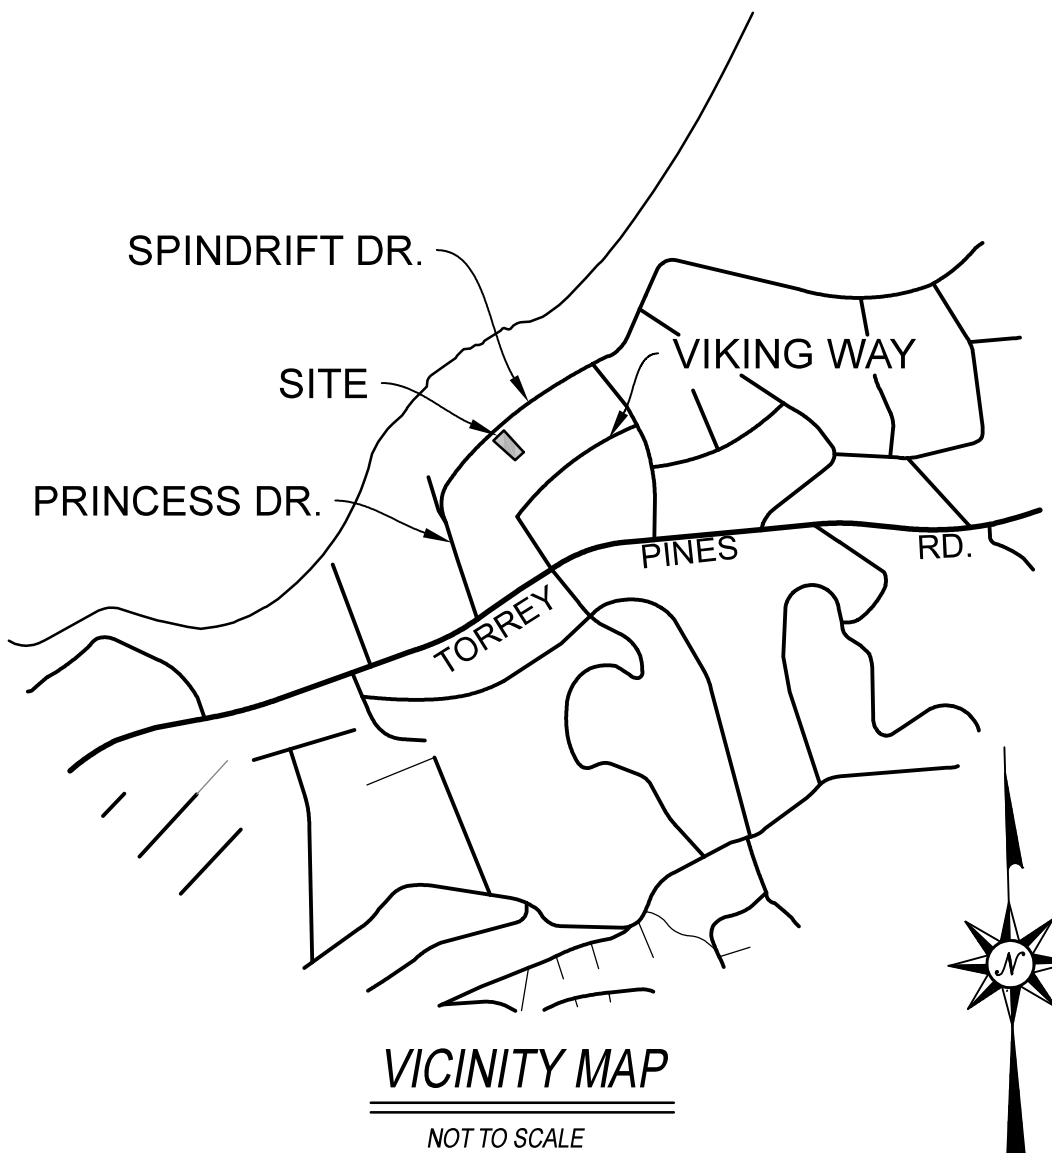 SPINDRIFT DR.
VIKING WAY
SITE
PRINCESS DR.
TORREY PINES RD.
N
VICINITY MAP
NOT TO SCALE